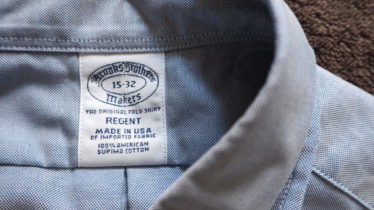 Brooks Brothers
15-32
Makers
THE ORIGINAL POLO SHIRT
REGENT
MADE IN USA
OF IMPORTED FABRIC
100% AMERICAN
SUPIMA COTTON